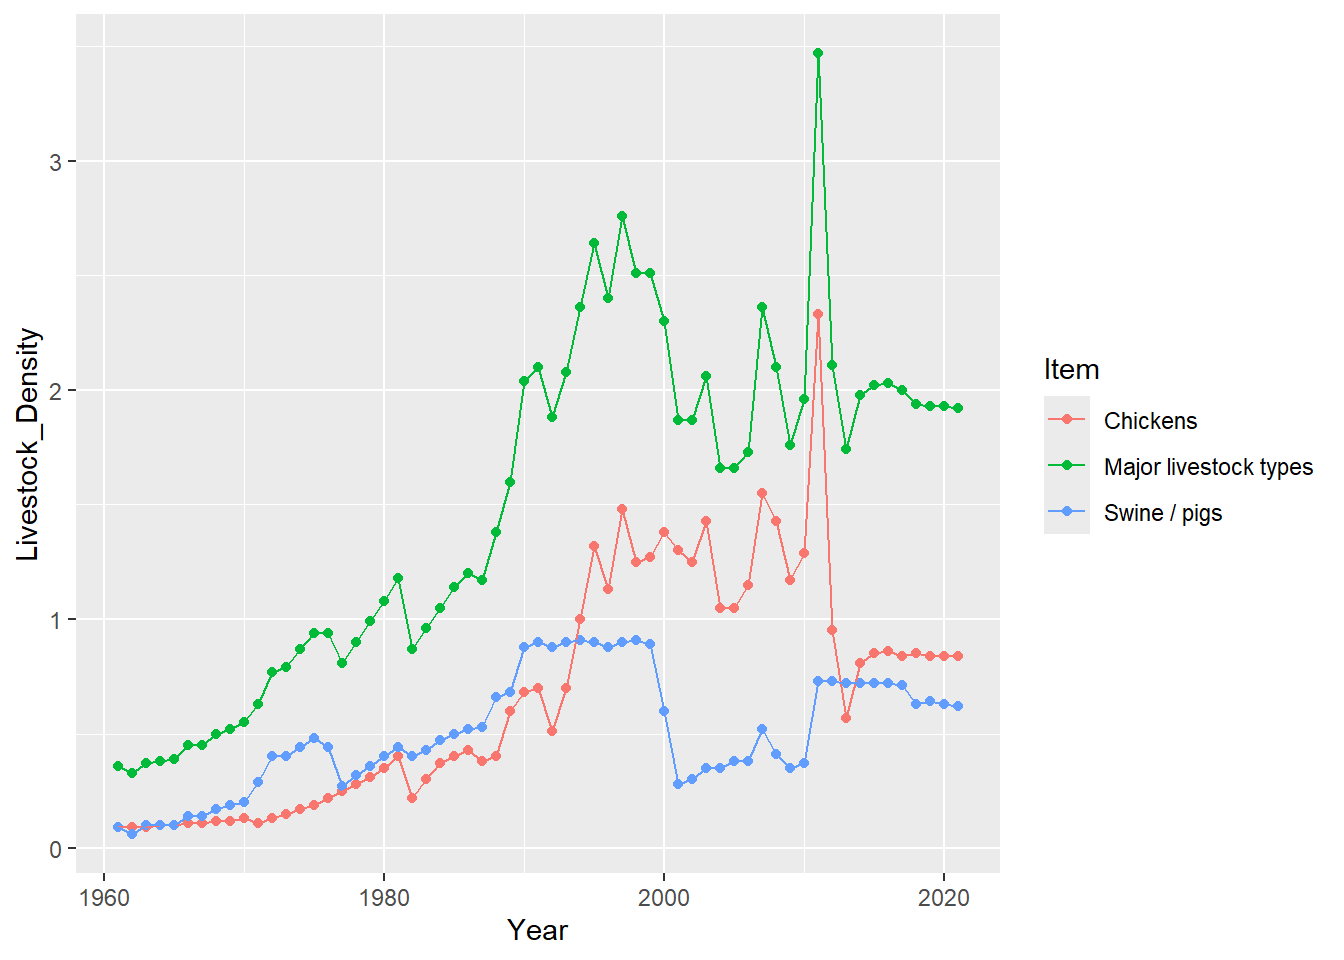 Livestock_Density
3
2
1
0
1960 1980 2000 2020
Year
Item
Chickens
Major livestock types
Swine / pigs